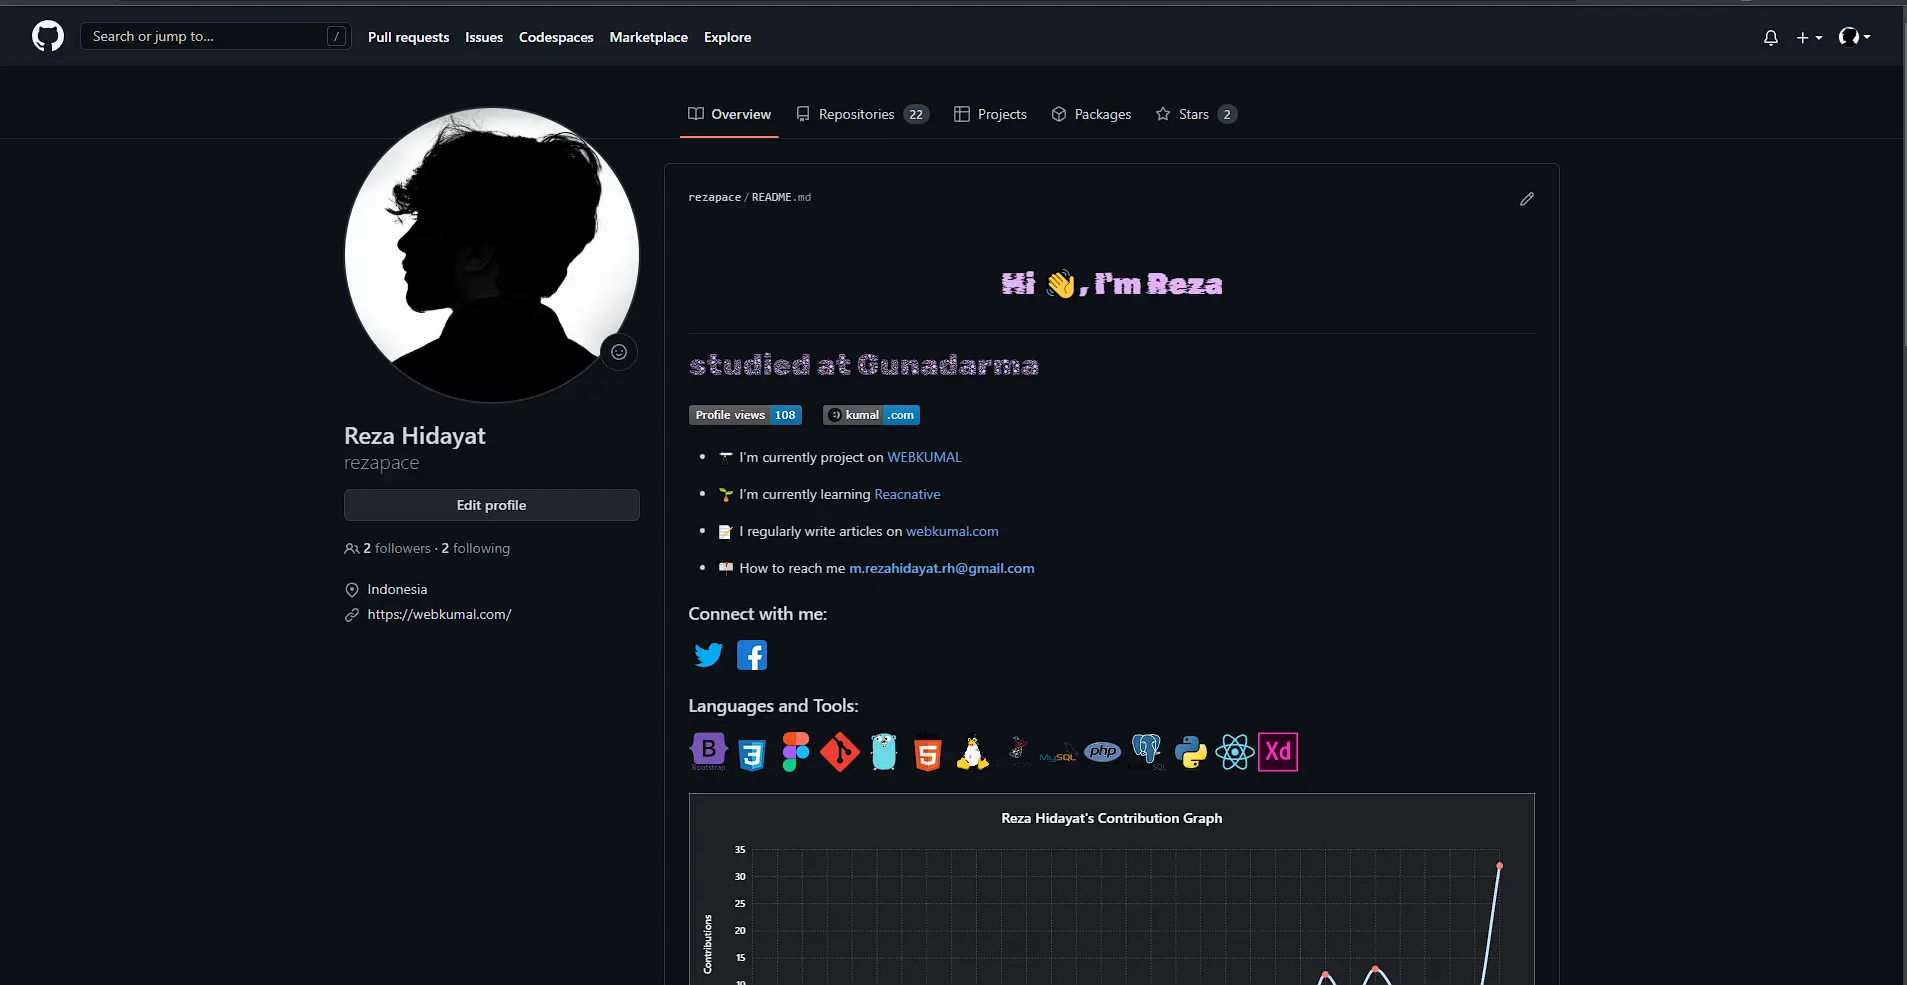 Search or jump to... /
Pull requests Issues Codespaces Marketplace Explore
Overview Repositories 22 Projects Packages Stars 2
rezapace / README.md
Hi 👋, I'm Reza
studied at Gunadarma
Profile views 108 kumal .com
🔭 I'm currently project on WEBKUMAL
🌱 I'm currently learning Reacnative
📝 I regularly write articles on webkumal.com
📫 How to reach me m.rezahidayat.rh@gmail.com
Reza Hidayat
rezapace
Edit profile
2 followers · 2 following
Indonesia
https://webkumal.com/
Connect with me:
Languages and Tools:
B Bootstrap 3 5 MySQL php SQL Xd
Reza Hidayat's Contribution Graph
35
30
25
20
15
10
Contributions